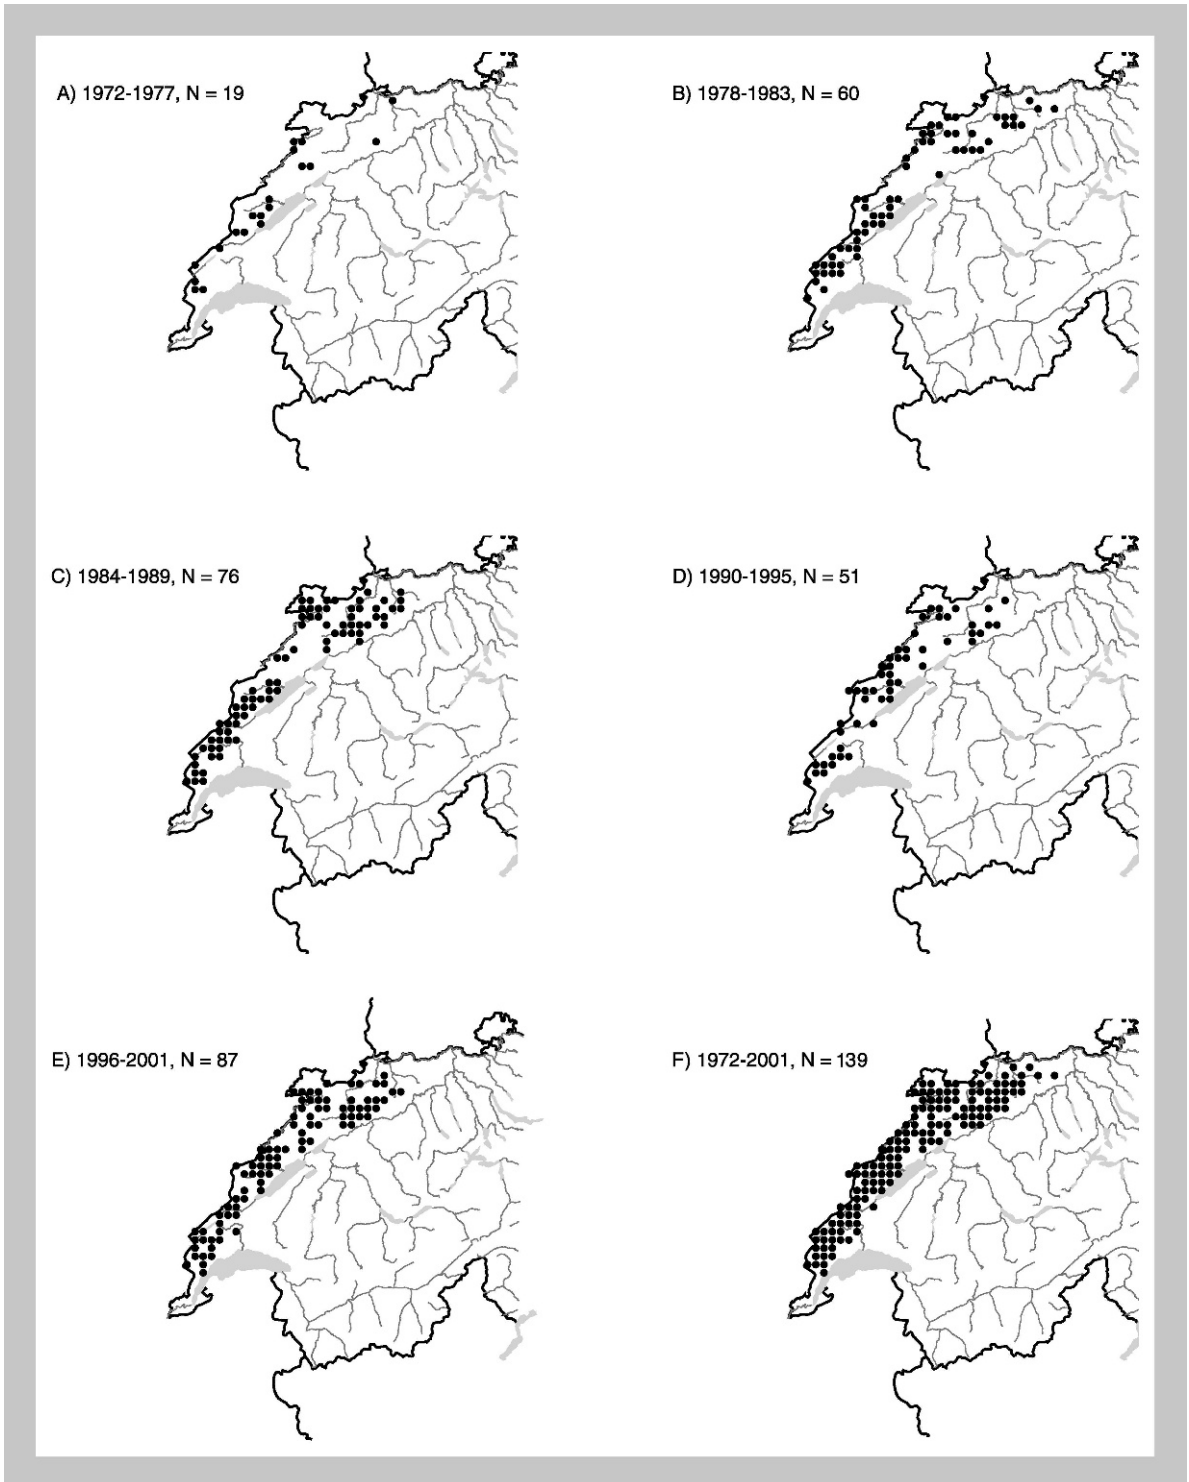 A) 1972-1977, N = 19
B) 1978-1983, N = 60
C) 1984-1989, N = 76
D) 1990-1995, N = 51
E) 1996-2001, N = 87
F) 1972-2001, N = 139